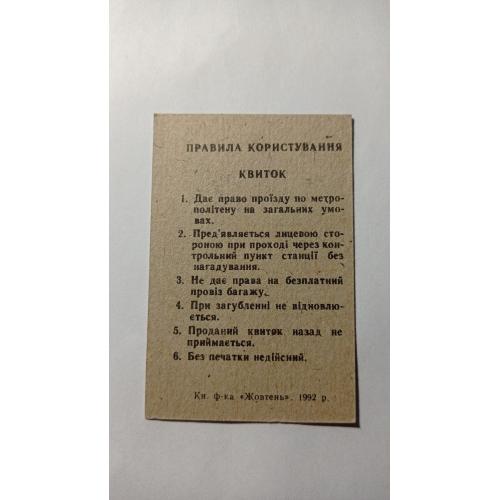 ПРАВИЛА КОРИСТУВАННЯ
КВИТОК
1. Дає право проїзду по метро-
політену на загальних умо-
вах.
2. Пред'являється лицевою сто-
роною при проході через кон-
трольний пункт станції без
нагадування.
3. Не дає права на безплатний
провіз багажу.
4. При загубленні не відновлю-
ється.
5. Проданий квиток назад не
приймається.
6. Без печатки недійсний.
Кн. ф-ка «Жовтень». 1992 р.